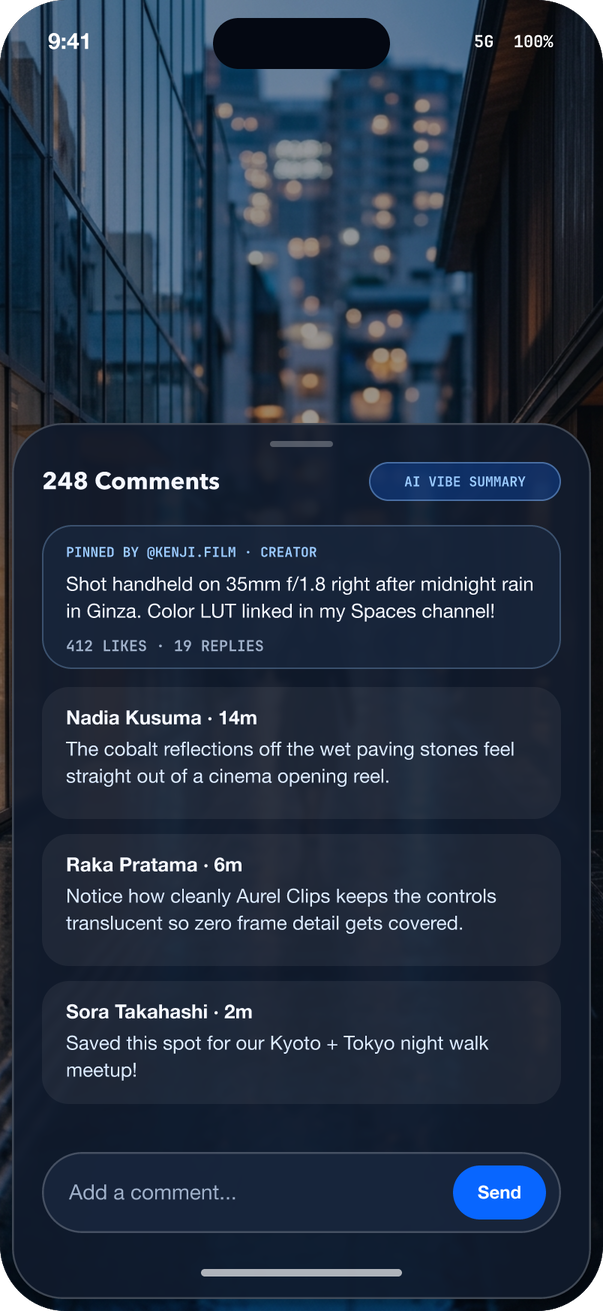 9:41
5G 100%
248 Comments
AI VIBE SUMMARY
PINNED BY @KENJI.FILM · CREATOR
Shot handheld on 35mm f/1.8 right after midnight rain
in Ginza. Color LUT linked in my Spaces channel!
412 LIKES · 19 REPLIES
Nadia Kusuma · 14m
The cobalt reflections off the wet paving stones feel
straight out of a cinema opening reel.
Raka Pratama · 6m
Notice how cleanly Aurel Clips keeps the controls
translucent so zero frame detail gets covered.
Sora Takahashi · 2m
Saved this spot for our Kyoto + Tokyo night walk
meetup!
Add a comment...
Send